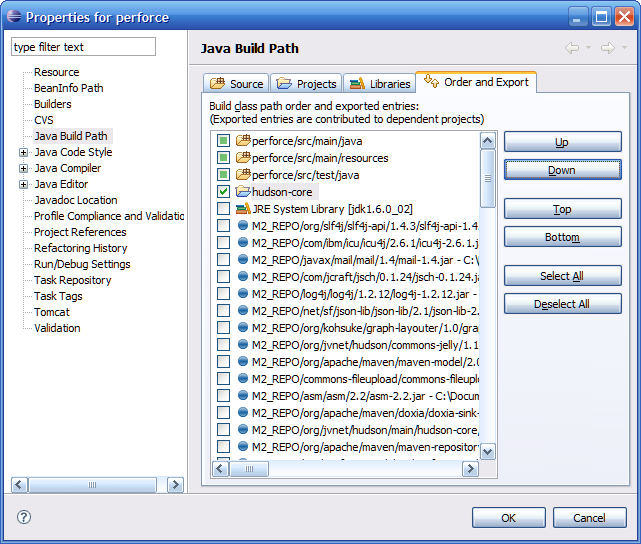 Properties for perforce
type filter text
Resource
BeanInfo Path
Builders
CVS
Java Build Path
Java Code Style
Java Compiler
Java Editor
Javadoc Location
Profile Compliance and Validatio
Project References
Refactoring History
Run/Debug Settings
Task Repository
Task Tags
Tomcat
Validation
Java Build Path
Source
Projects
Libraries
Order and Export
Build class path order and exported entries:
(Exported entries are contributed to dependent projects)
perforce/src/main/java
perforce/src/main/resources
perforce/src/test/java
hudson-core
JRE System Library [jdk1.6.0_02]
M2_REPO/org/slf4j/slf4j-api/1.4.3/slf4j-api-1.4
M2_REPO/com/ibm/icu/icu4j/2.6.1/icu4j-2.6.1.j
M2_REPO/javax/mail/mail/1.4/mail-1.4.jar - C:\
M2_REPO/com/jcraft/jsch/0.1.24/jsch-0.1.24.ja
M2_REPO/log4j/log4j/1.2.12/log4j-1.2.12.jar -
M2_REPO/net/sf/json-lib/json-lib/2.1/json-lib-2.
M2_REPO/org/kohsuke/graph-layouter/1.0/grap
M2_REPO/org/jvnet/hudson/commons-jelly/1.1
M2_REPO/org/apache/maven/maven-model/2.0
M2_REPO/commons-fileupload/commons-fileuplo
M2_REPO/asm/asm/2.2/asm-2.2.jar - C:\Docum
M2_REPO/org/apache/maven/doxia/doxia-sink-
M2_REPO/org/jvnet/hudson/main/hudson-core/
M2_REPO/org/apache/maven/maven-repository
Up
Down
Top
Bottom
Select All
Deselect All
OK
Cancel